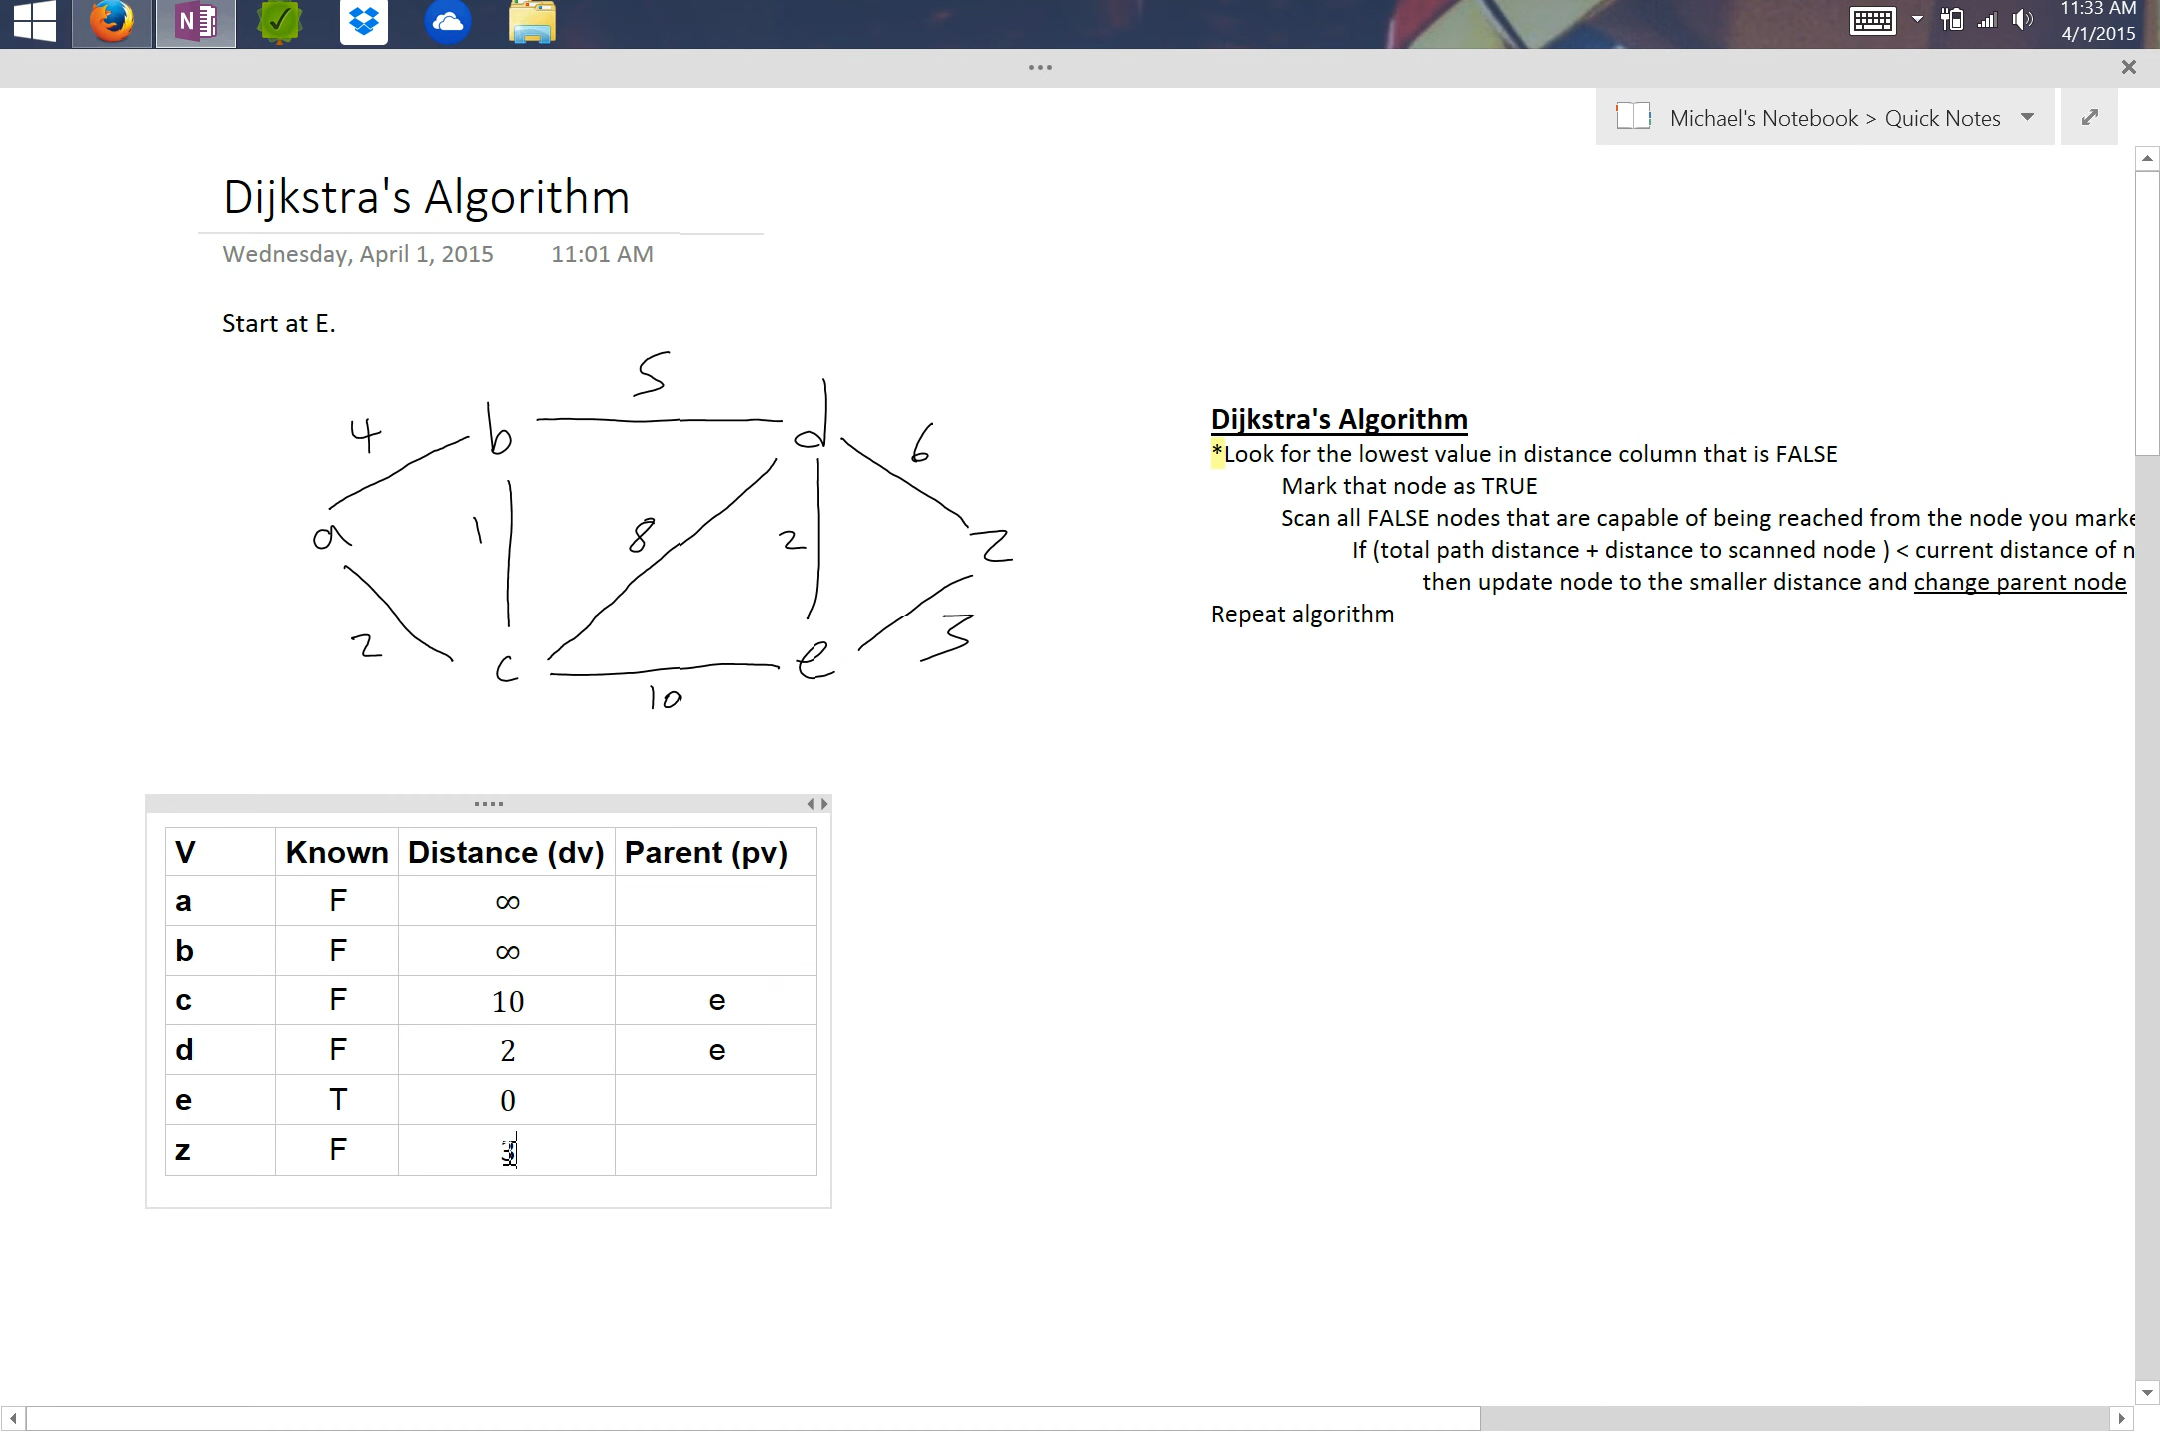 11:33 AM
4/1/2015
Michael's Notebook > Quick Notes
Dijkstra's Algorithm
Wednesday, April 1, 2015 11:01 AM
Start at E.
5
4 b d 6
a 1 8 2 z
2 c e 3
10
Dijkstra's Algorithm
*Look for the lowest value in distance column that is FALSE
Mark that node as TRUE
Scan all FALSE nodes that are capable of being reached from the node you marke
If (total path distance + distance to scanned node ) < current distance of n
then update node to the smaller distance and change parent node
Repeat algorithm
V Known Distance (dv) Parent (pv)
a F ∞
b F ∞
c F 10 e
d F 2 e
e T 0
z F 3